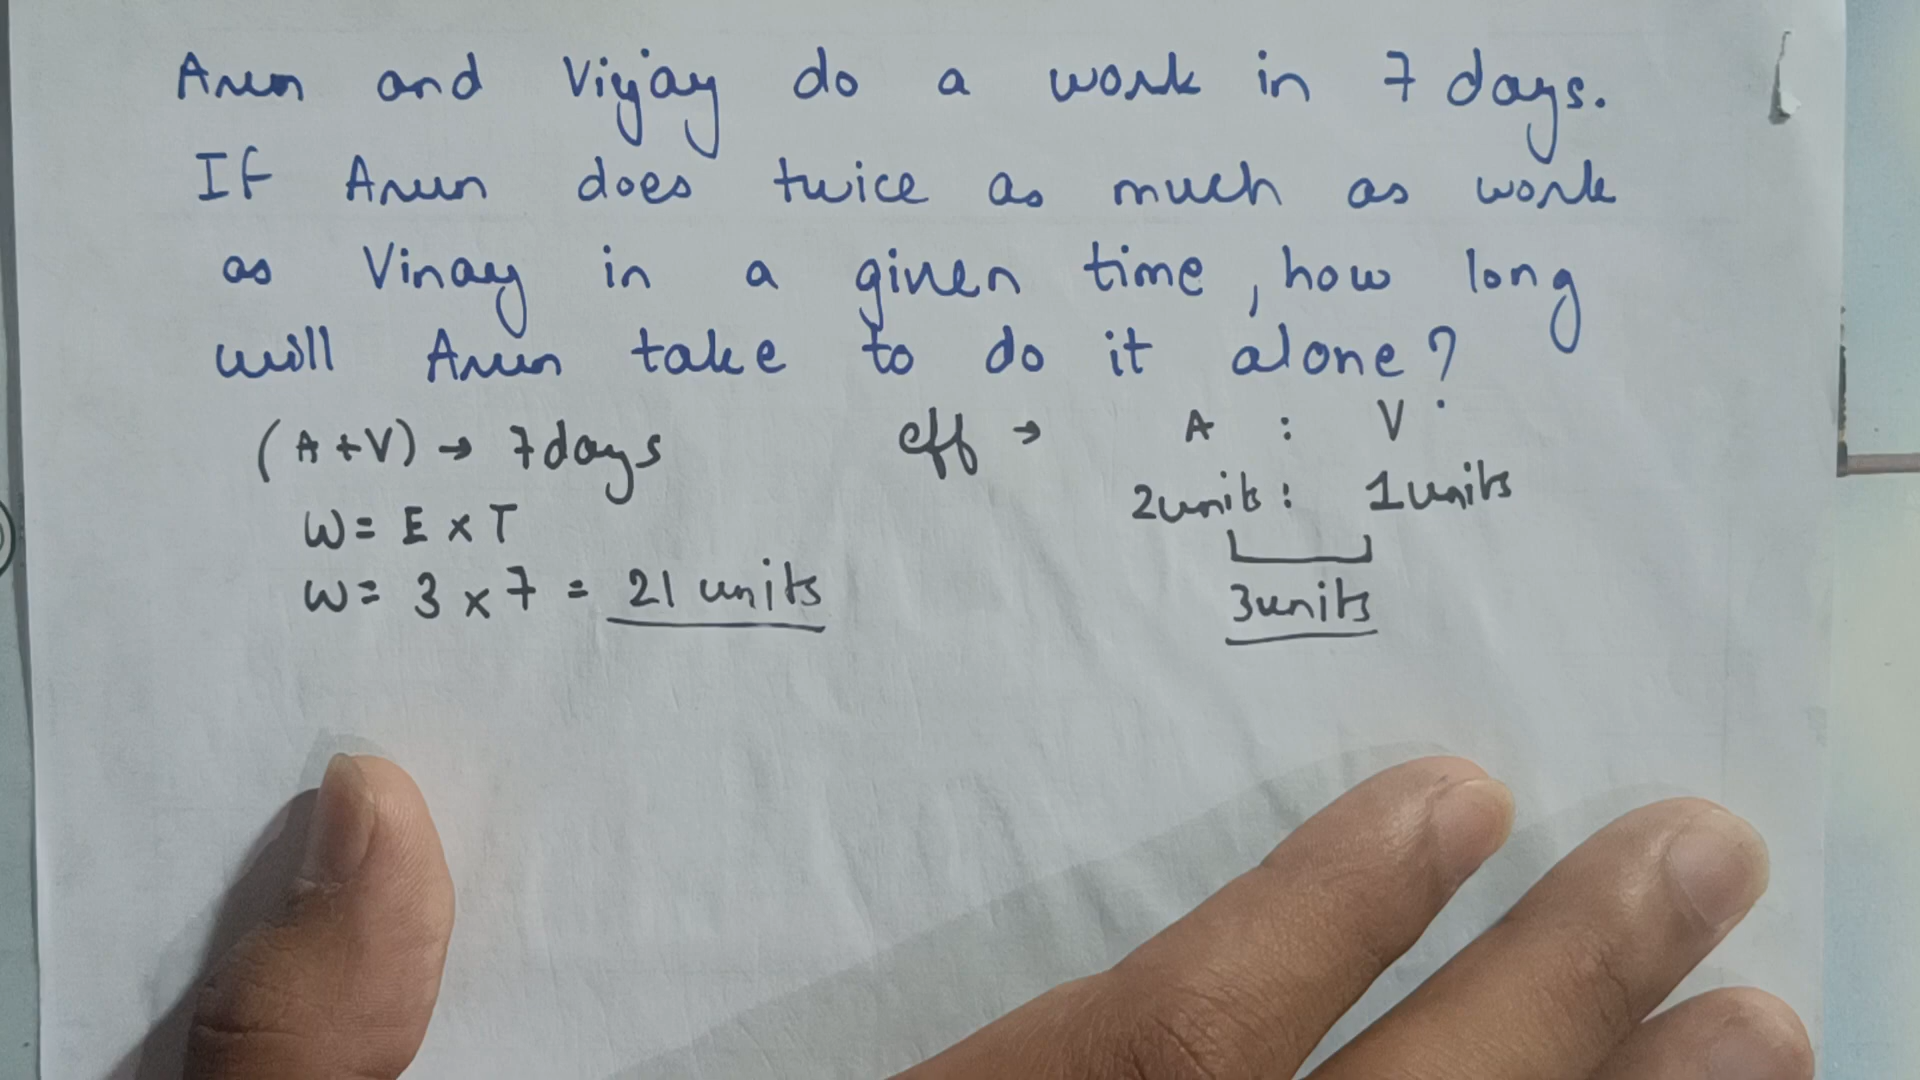 Arun and Vijay do a work in 7 days.
If Arun does twice as much as work
as Vinay in a given time, how long
will Arun take to do it alone?
(A+V) → 7days eff → A : V
2units : 1units
W = E x T
W = 3 x 7 = 21 units 3units